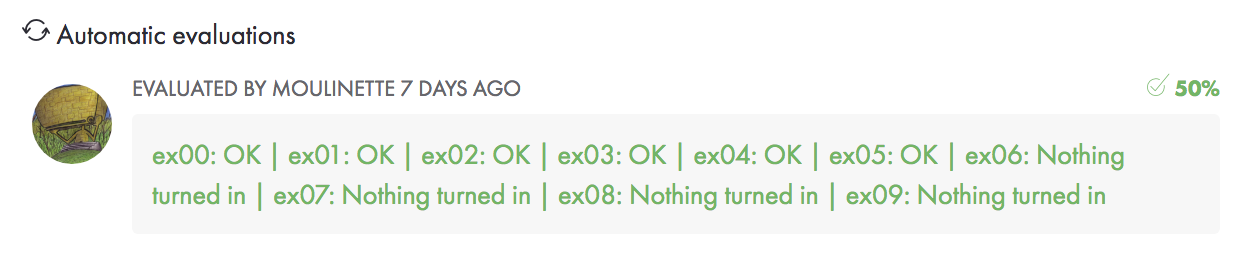 Automatic evaluations
EVALUATED BY MOULINETTE 7 DAYS AGO
50%
ex00: OK | ex01: OK | ex02: OK | ex03: OK | ex04: OK | ex05: OK | ex06: Nothing
turned in | ex07: Nothing turned in | ex08: Nothing turned in | ex09: Nothing turned in